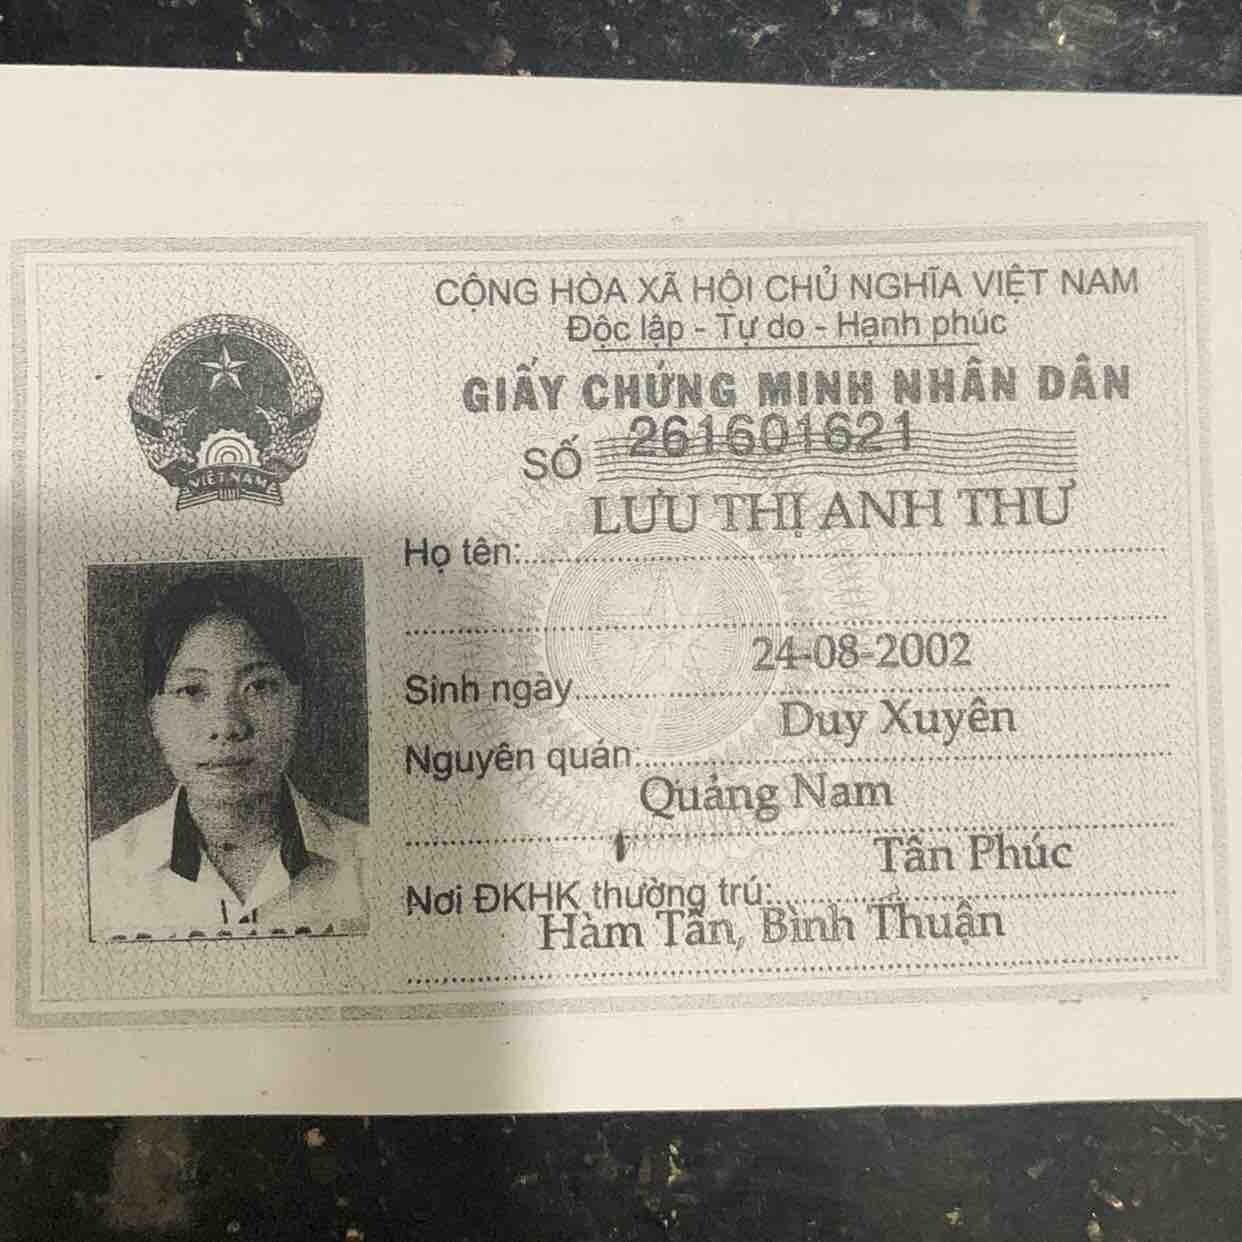 CỘNG HÒA XÃ HỘI CHỦ NGHĨA VIỆT NAM
Độc lập - Tự do - Hạnh phúc
GIẤY CHỨNG MINH NHÂN DÂN
SỐ 261601621
VIỆT NAM
Họ tên: LƯU THỊ ANH THƯ
Sinh ngày 24-08-2002
Nguyên quán: Duy Xuyên
Quảng Nam
Nơi ĐKHK thường trú: Tân Phúc
Hàm Tân, Bình Thuận